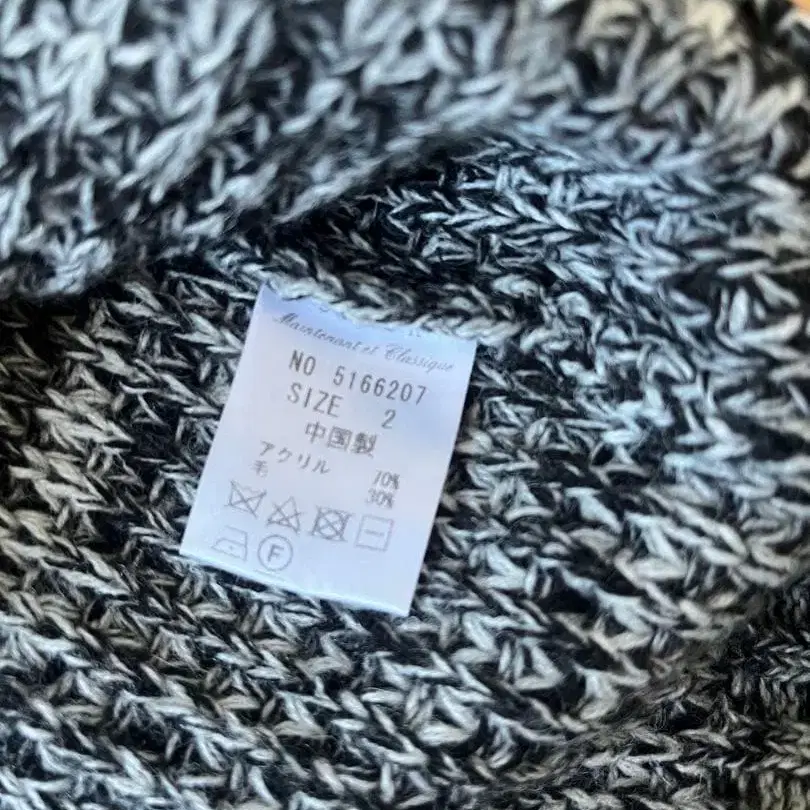 Maintenant et Classique
NO 5166207
SIZE 2
中国製
アクリル 70%
毛 30%
F